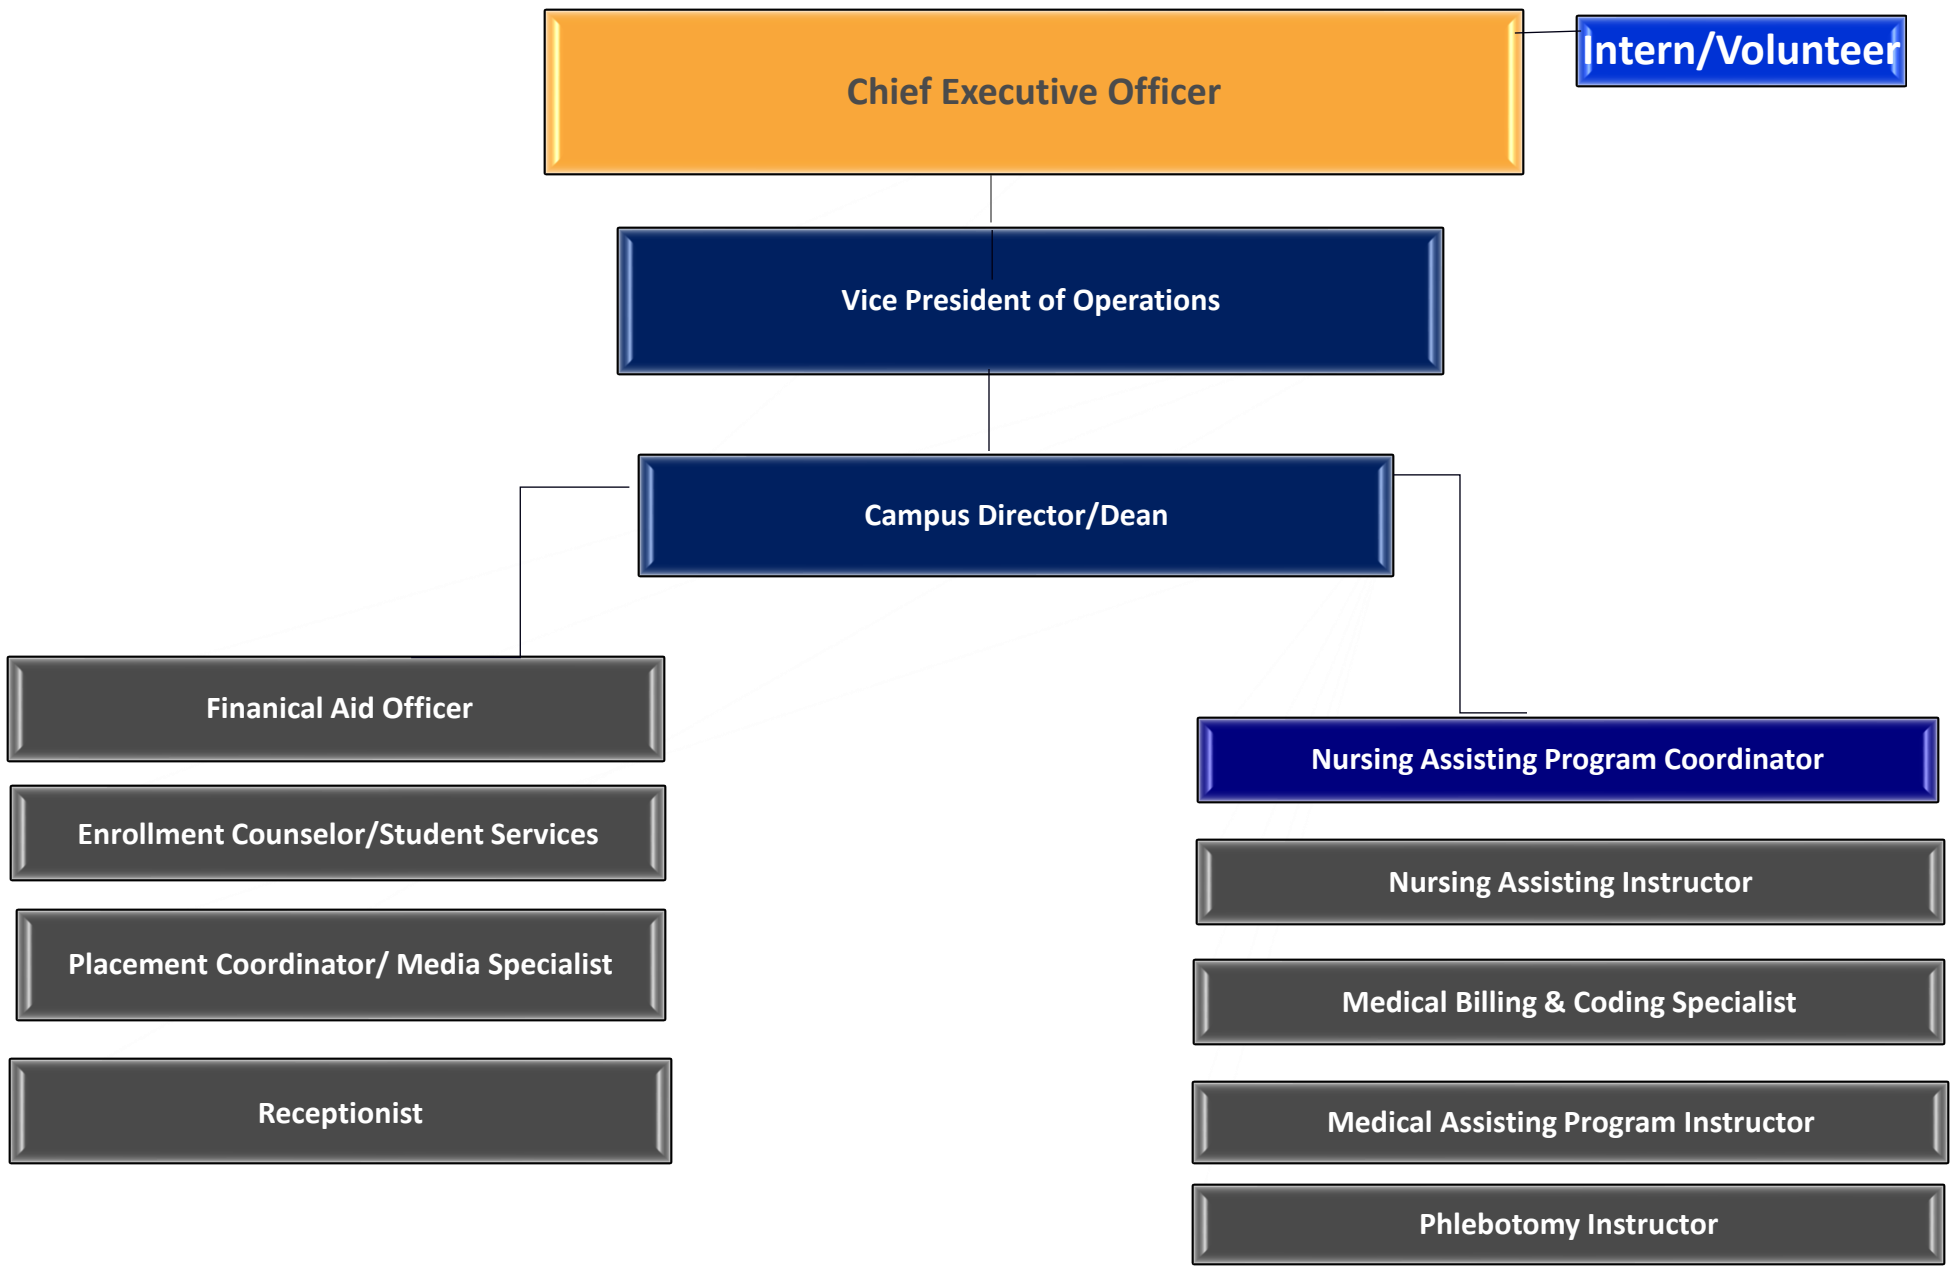 Chief Executive Officer
Intern/Volunteer
Vice President of Operations
Campus Director/Dean
Finanical Aid Officer
Enrollment Counselor/Student Services
Placement Coordinator/ Media Specialist
Receptionist
Nursing Assisting Program Coordinator
Nursing Assisting Instructor
Medical Billing & Coding Specialist
Medical Assisting Program Instructor
Phlebotomy Instructor